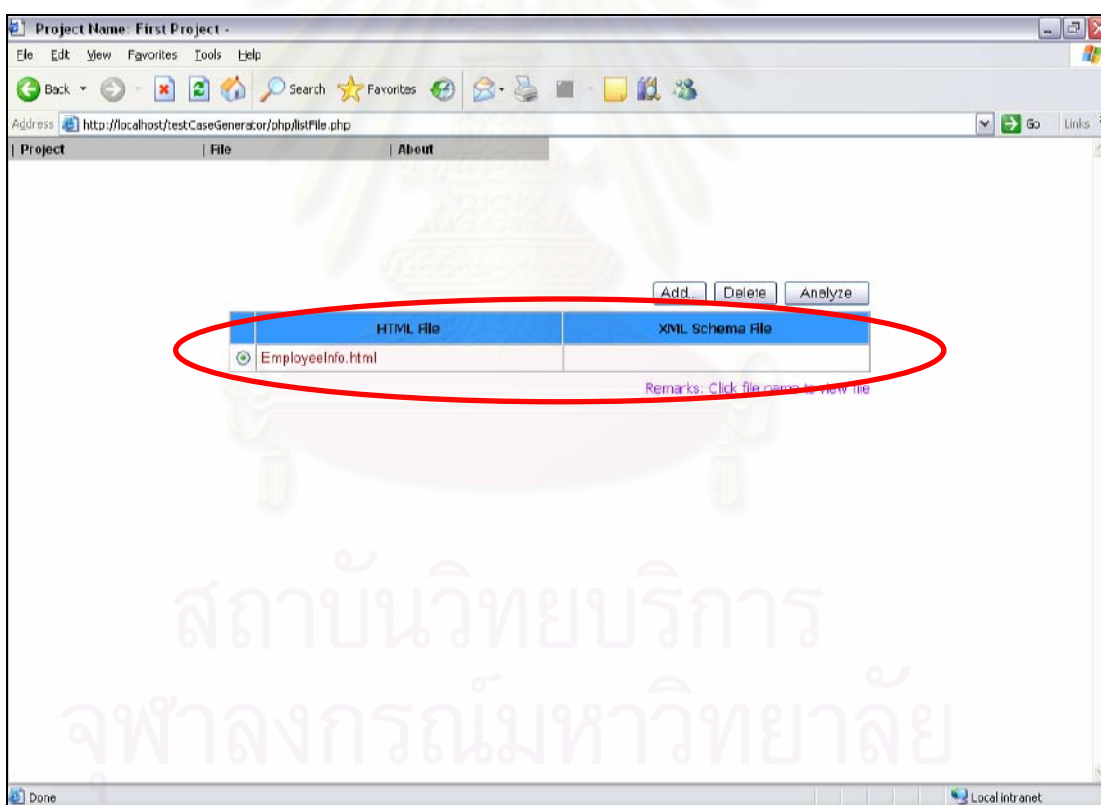 Project Name: First Project -
File Edit View Favorites Tools Help
Back Search Favorites
Address http://localhost/testCaseGenerator/php/listFile.php Go Links
| Project | File | About
Add... Delete Analyze
HTML File XML Schema File
EmployeeInfo.html
Remarks: Click file name to view file
สถาบันวิทยบริการ
จุฬาลงกรณ์มหาวิทยาลัย
Done Local intranet